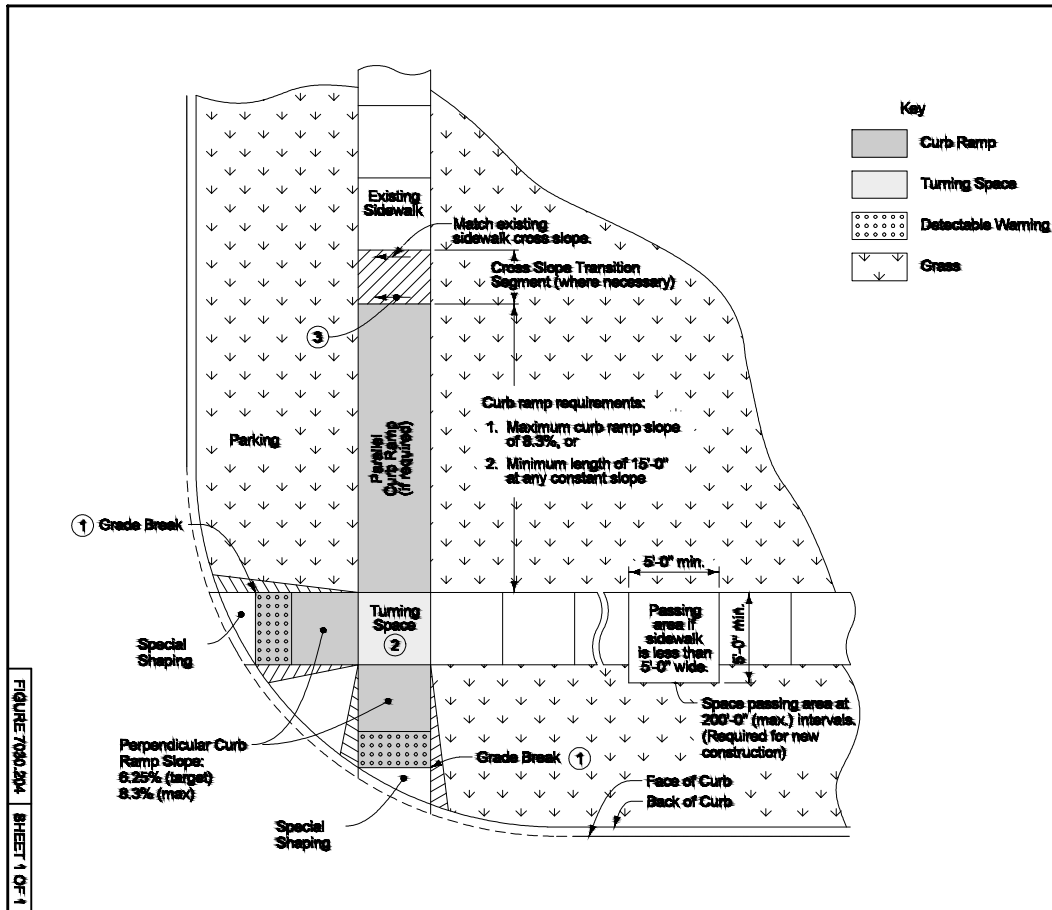 Key
Curb Ramp
Turning Space
Detectable Warning
Grass
Existing
Sidewalk
Match existing
sidewalk cross slope.
Cross Slope Transition
Segment (where necessary)
3
Curb ramp requirements:
1. Maximum curb ramp slope
of 8.3%, or
2. Minimum length of 15'-0"
at any constant slope
Parking
Parallel
Curb Ramp
(if required)
1 Grade Break
5'-0" min.
Turning
Space
2
Passing
area if
sidewalk
is less than
5'-0" wide.
5'-0" min.
Special
Shaping
Space passing area at
200'-0" (max.) intervals.
(Required for new
construction)
Perpendicular Curb
Ramp Slope:
6.25% (target)
8.3% (max)
Grade Break 1
Face of Curb
Back of Curb
Special
Shaping
FIGURE 7030.204
SHEET 1 OF 1